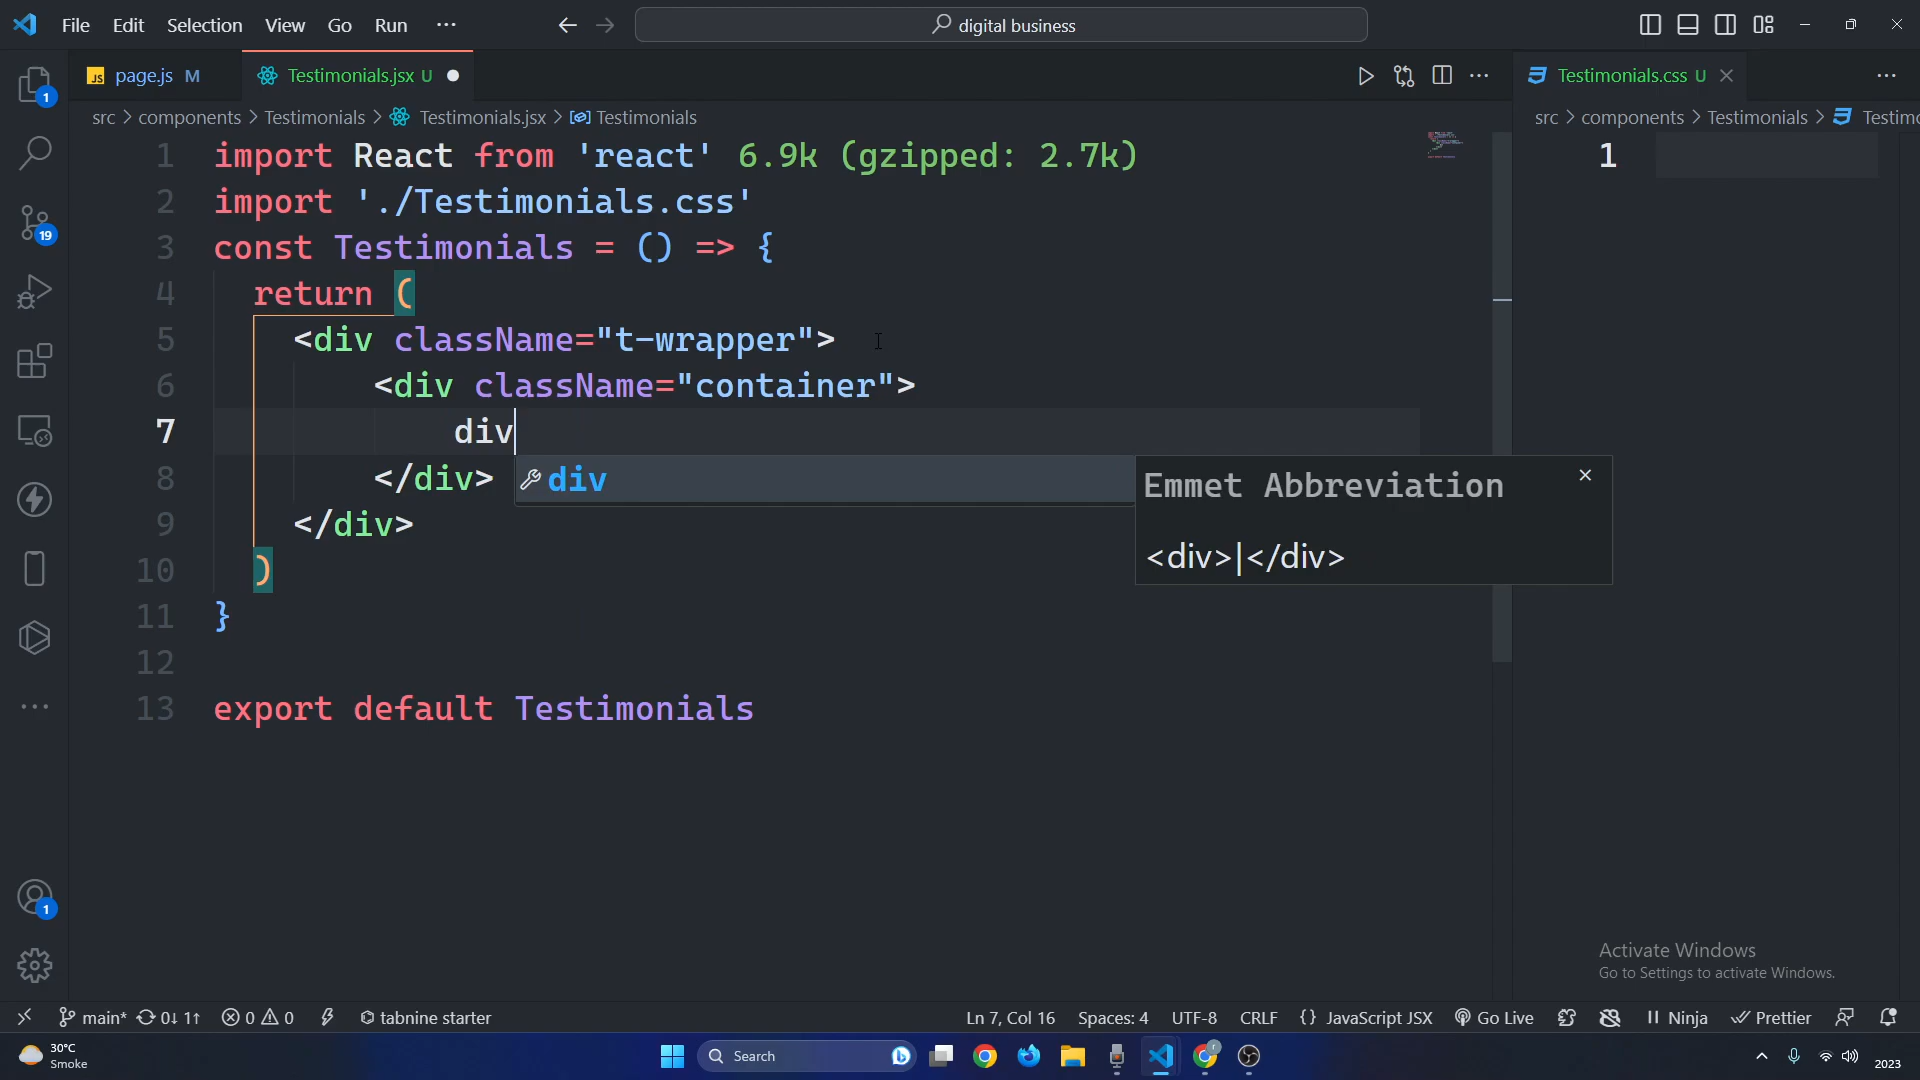 File Edit Selection View Go Run ··· digital business
JS page.js M Testimonials.jsx U Testimonials.css U
src > components > Testimonials > Testimonials.jsx > Testimonials
src > components > Testimonials >
1 import React from 'react' 6.9k (gzipped: 2.7k)
2 import './Testimonials.css'
3 const Testimonials = () => {
4 return (
5 <div className="t-wrapper">
6 <div className="container">
7 div
8 </div>
9 </div>
10 )
11 }
12
13 export default Testimonials
div
Emmet Abbreviation
<div>|</div>
1
1
19
1
Activate Windows
Go to Settings to activate Windows.
main* 0↓ 1↑ 0 0 tabnine starter Ln 7, Col 16 Spaces: 4 UTF-8 CRLF {} JavaScript JSX Go Live Ninja Prettier
30°C
Smoke
Search
2023